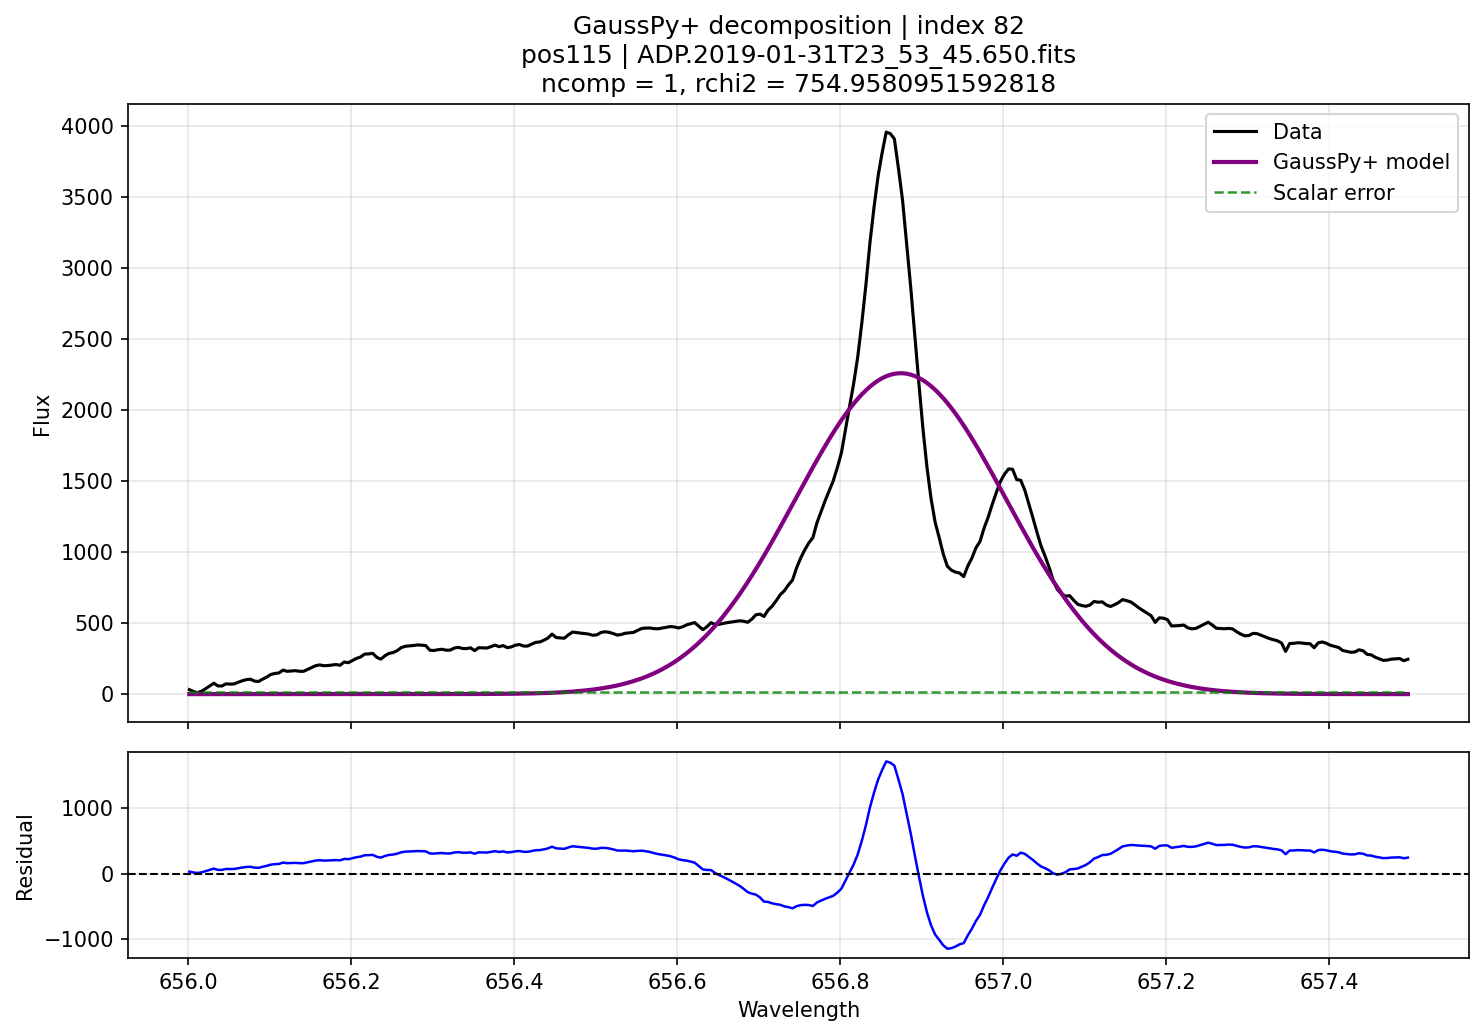 GaussPy+ decomposition | index 82
pos115 | ADP.2019-01-31T23_53_45.650.fits
ncomp = 1, rchi2 = 754.9580951592818
Data
GaussPy+ model
Scalar error
4000
3500
3000
2500
2000
1500
1000
500
0
Flux
1000
0
−1000
Residual
656.0 656.2 656.4 656.6 656.8 657.0 657.2 657.4
Wavelength